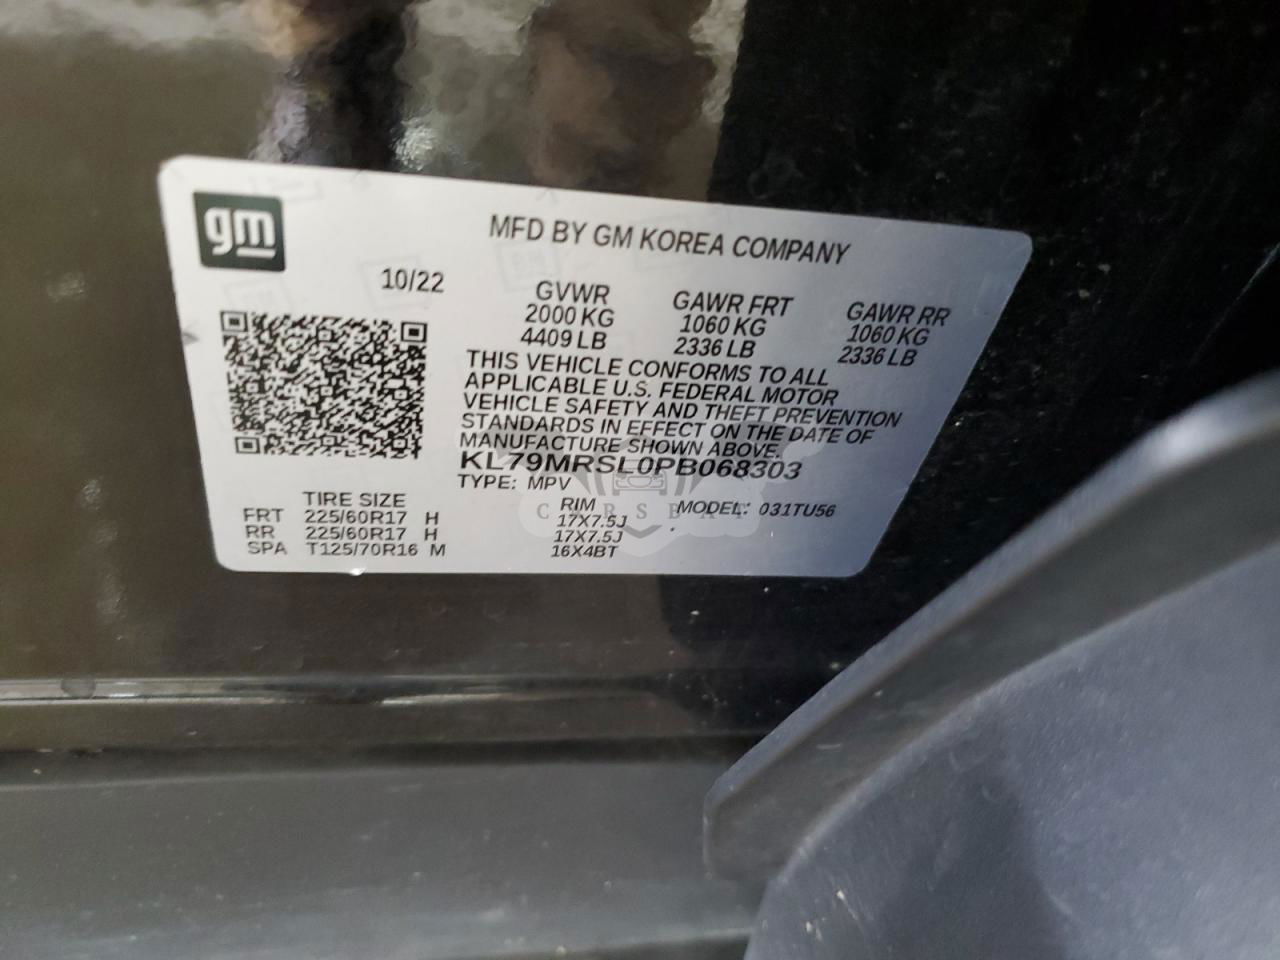 gm
MFD BY GM KOREA COMPANY
10/22
GVWR GAWR FRT GAWR RR
2000 KG 1060 KG 1060 KG
4409 LB 2336 LB 2336 LB
THIS VEHICLE CONFORMS TO ALL
APPLICABLE U.S. FEDERAL MOTOR
VEHICLE SAFETY AND THEFT PREVENTION
STANDARDS IN EFFECT ON THE DATE OF
MANUFACTURE SHOWN ABOVE.
KL79MRSL0PB068303
TYPE: MPV
TIRE SIZE RIM MODEL: 031TU56
FRT 225/60R17 H 17X7.5J
RR 225/60R17 H 17X7.5J
SPA T125/70R16 M 16X4BT
CARSBAT